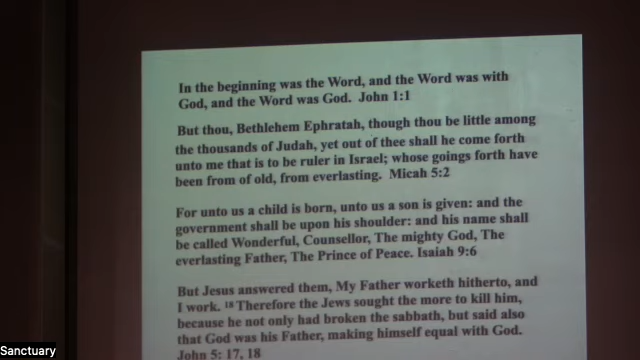 In the beginning was the Word, and the Word was with
God, and the Word was God.  John 1:1
But thou, Bethlehem Ephratah, though thou be little among
the thousands of Judah, yet out of thee shall he come forth
unto me that is to be ruler in Israel; whose goings forth have
been from of old, from everlasting.  Micah 5:2
For unto us a child is born, unto us a son is given: and the
government shall be upon his shoulder: and his name shall
be called Wonderful, Counsellor, The mighty God, The
everlasting Father, The Prince of Peace. Isaiah 9:6
But Jesus answered them, My Father worketh hitherto, and
I work. 18 Therefore the Jews sought the more to kill him,
because he not only had broken the sabbath, but said also
that God was his Father, making himself equal with God.
John 5: 17, 18
Sanctuary